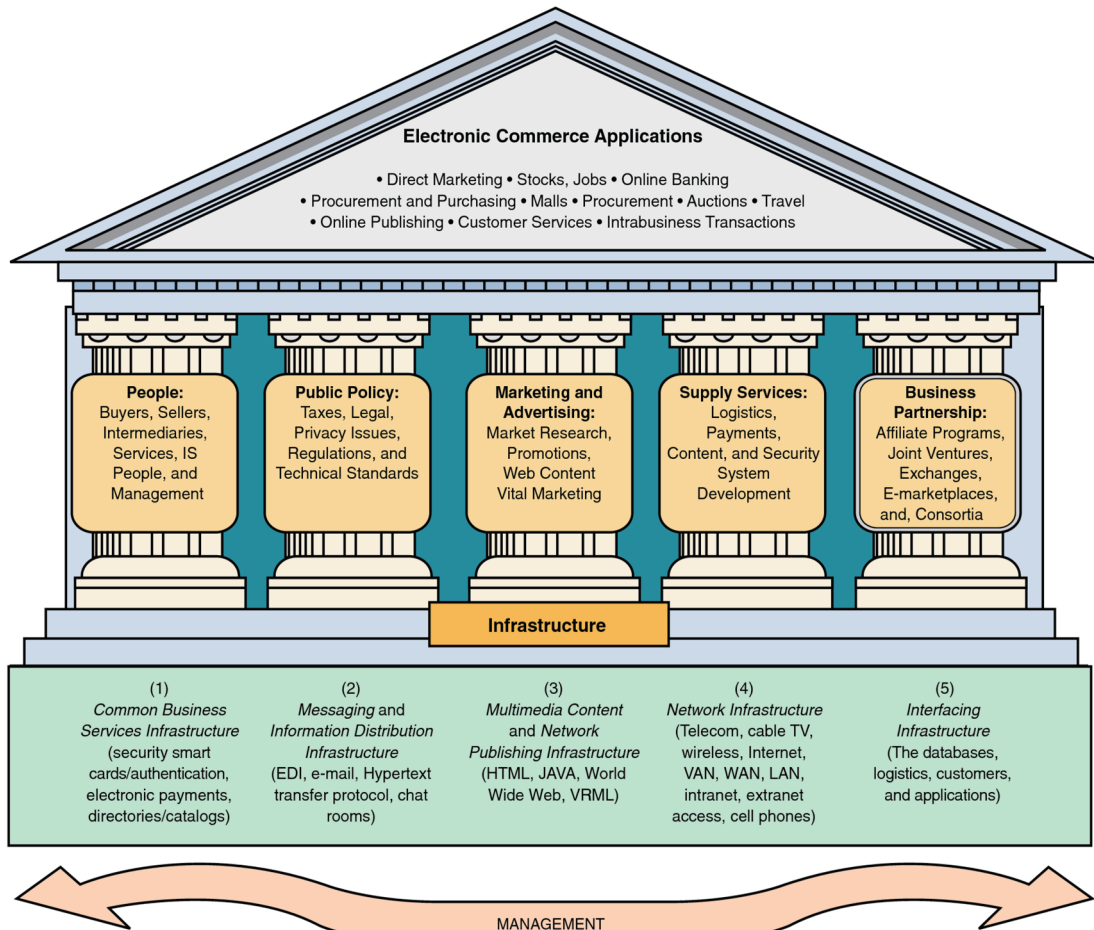 Electronic Commerce Applications
• Direct Marketing • Stocks, Jobs • Online Banking
• Procurement and Purchasing • Malls • Procurement • Auctions • Travel
• Online Publishing • Customer Services • Intrabusiness Transactions
People:
Buyers, Sellers,
Intermediaries,
Services, IS
People, and
Management
Public Policy:
Taxes, Legal,
Privacy Issues,
Regulations, and
Technical Standards
Marketing and
Advertising:
Market Research,
Promotions,
Web Content
Vital Marketing
Supply Services:
Logistics,
Payments,
Content, and Security
System
Development
Business
Partnership:
Affiliate Programs,
Joint Ventures,
Exchanges,
E-marketplaces,
and, Consortia
Infrastructure
(1)
Common Business
Services Infrastructure
(security smart
cards/authentication,
electronic payments,
directories/catalogs)
(2)
Messaging and
Information Distribution
Infrastructure
(EDI, e-mail, Hypertext
transfer protocol, chat
rooms)
(3)
Multimedia Content
and Network
Publishing Infrastructure
(HTML, JAVA, World
Wide Web, VRML)
(4)
Network Infrastructure
(Telecom, cable TV,
wireless, Internet,
VAN, WAN, LAN,
intranet, extranet
access, cell phones)
(5)
Interfacing
Infrastructure
(The databases,
logistics, customers,
and applications)
MANAGEMENT